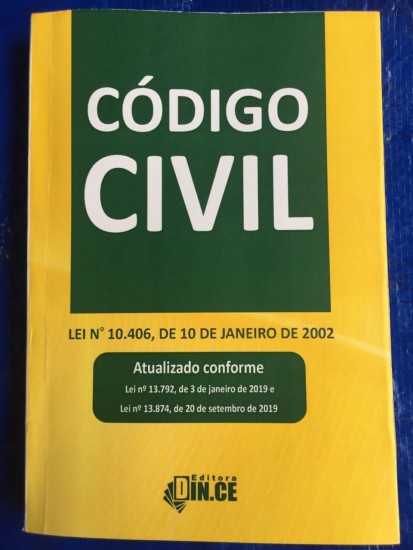 CÓDIGO
CIVIL
LEI N° 10.406, DE 10 DE JANEIRO DE 2002
Atualizado conforme
Lei nº 13.792, de 3 de janeiro de 2019 e
Lei nº 13.874, de 20 de setembro de 2019
Editora
DIN.CE